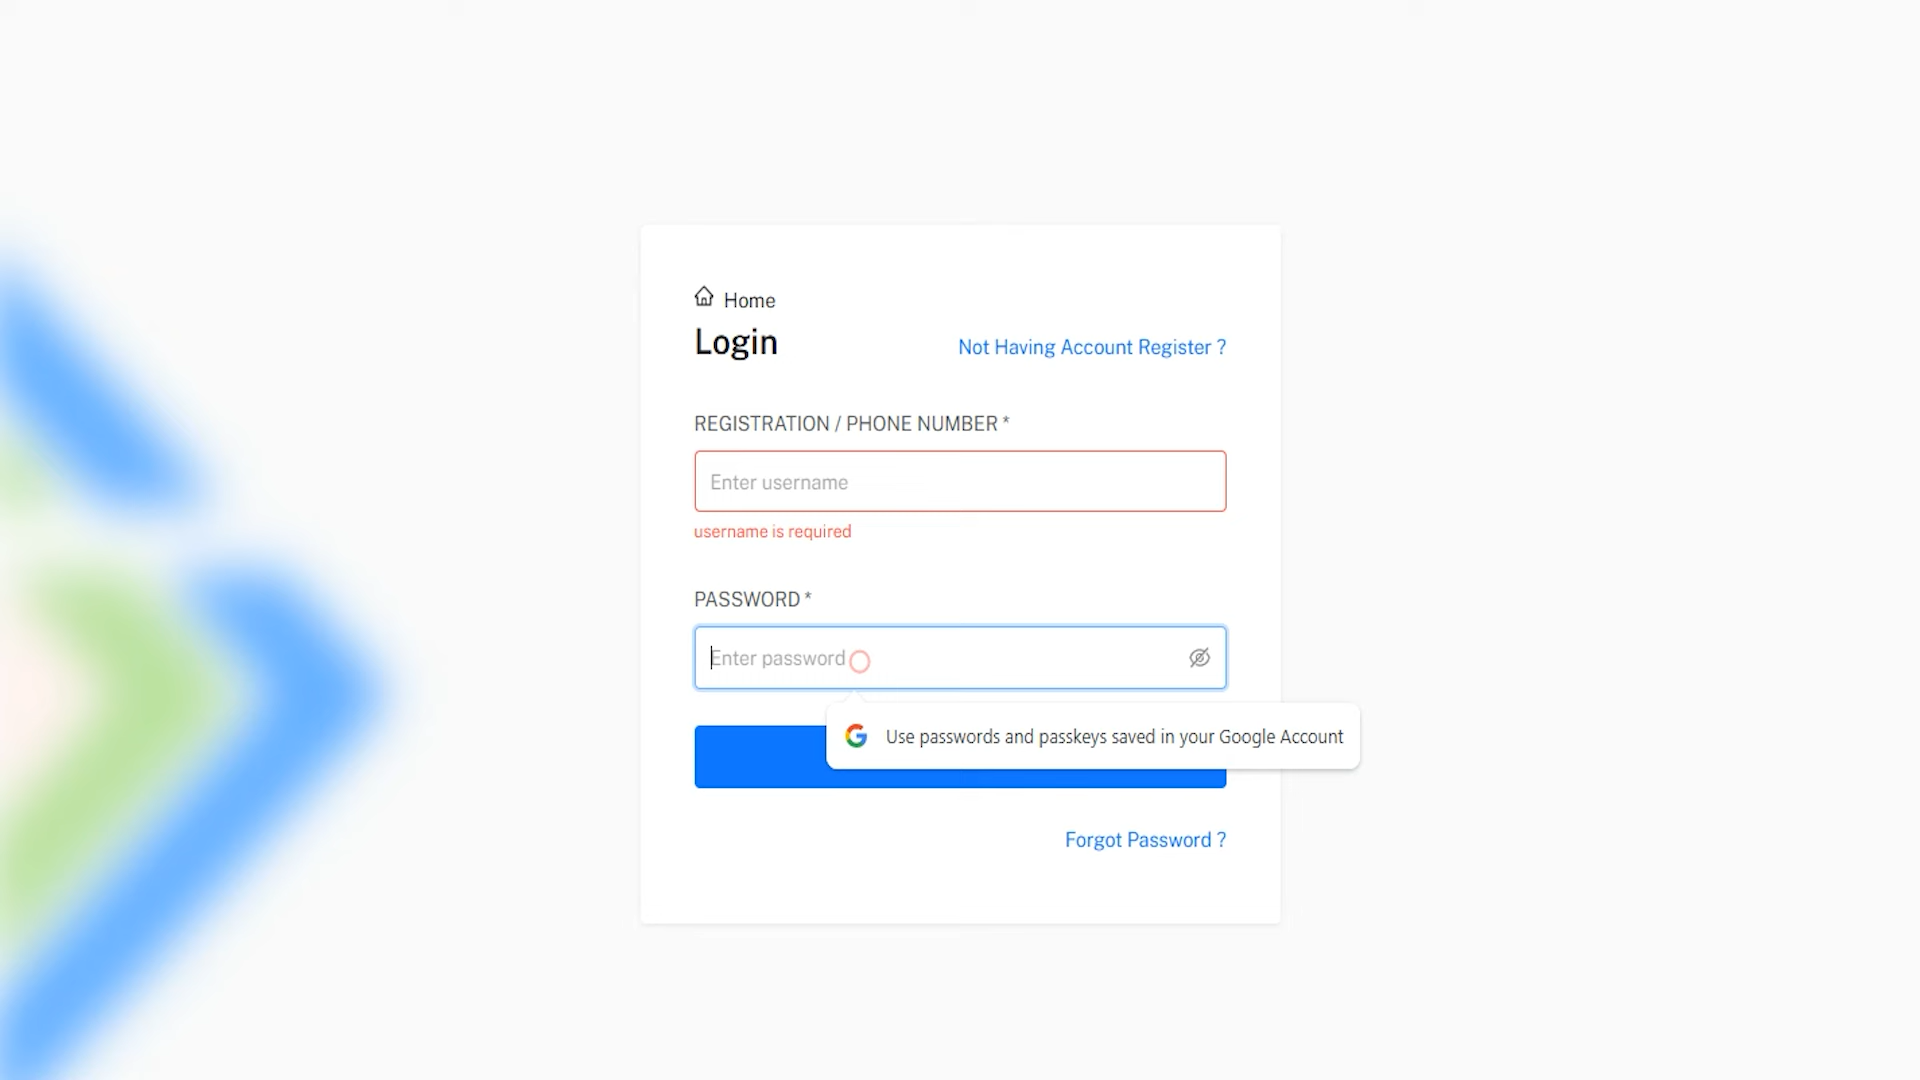 Home
Login
Not Having Account Register ?
REGISTRATION / PHONE NUMBER *
Enter username
username is required
PASSWORD *
Enter password
Use passwords and passkeys saved in your Google Account
Forgot Password ?